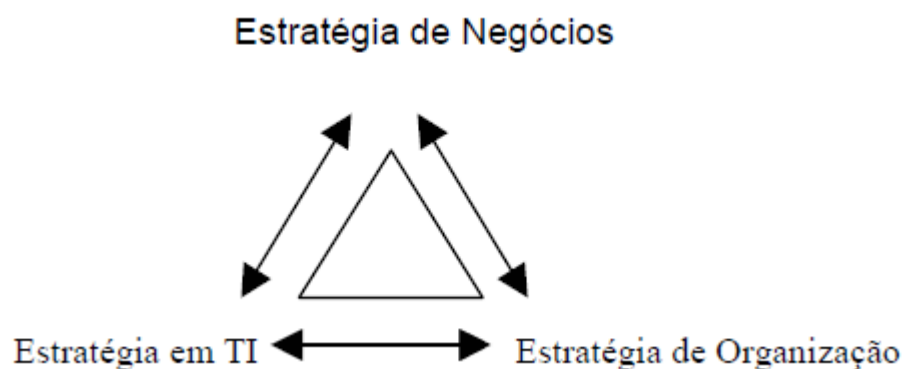 Estratégia de Negócios
Estratégia em TI
Estratégia de Organização